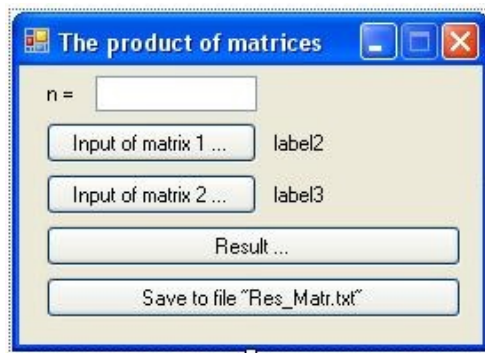 The product of matrices
n =
Input of matrix 1 ... label2
Input of matrix 2 ... label3
Result ...
Save to file "Res_Matr.txt"